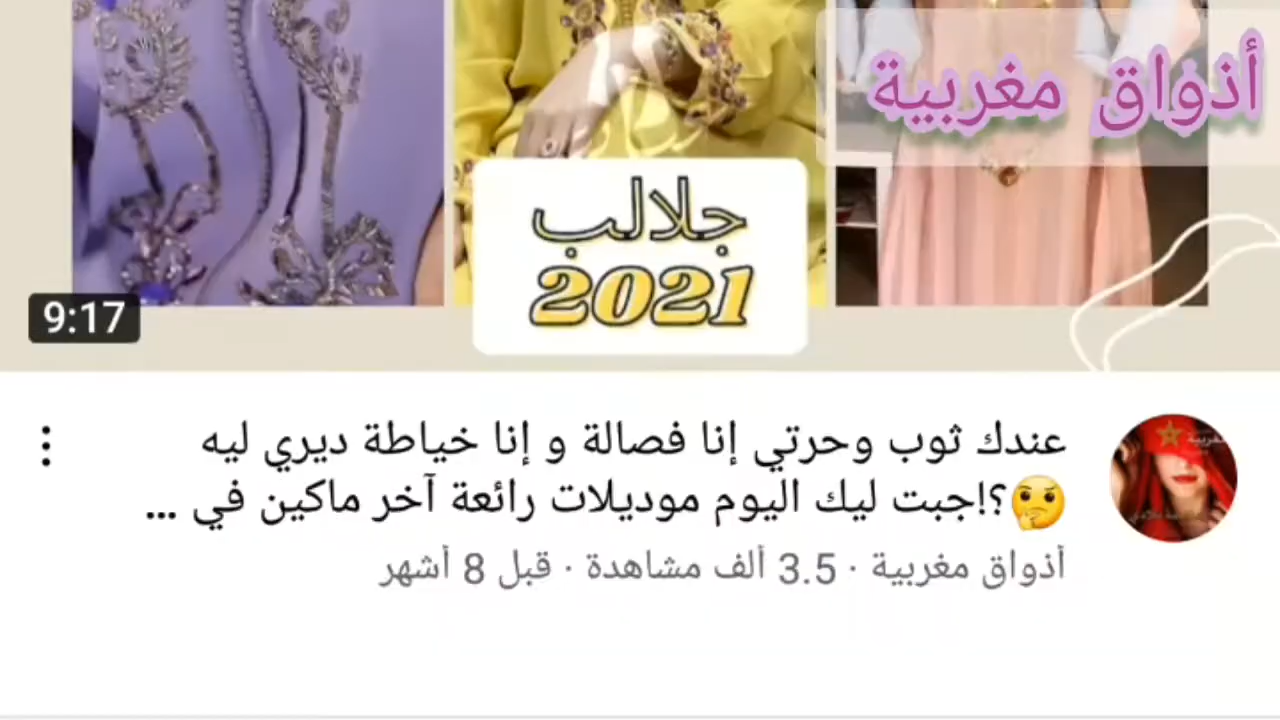 أذواق مغربية
جلالب
2021
9:17
عندك ثوب وحرتي إنا فصالة و إنا خياطة ديري ليه
🤔؟!جبت ليك اليوم موديلات رائعة آخر ماكين في ...
أذواق مغربية · 3.5 ألف مشاهدة · قبل 8 أشهر